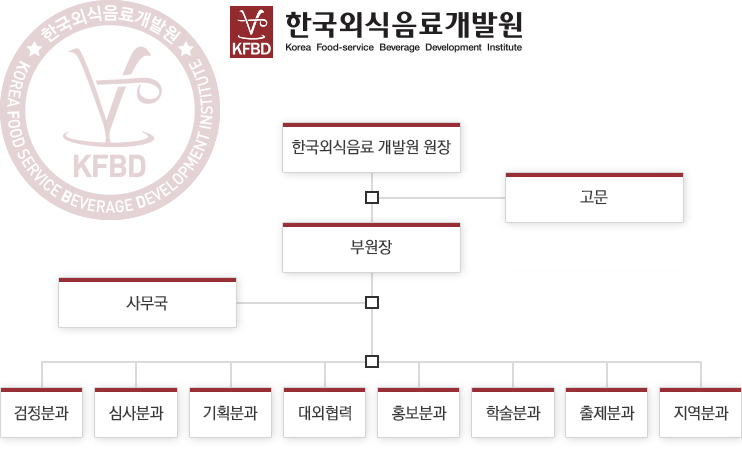 한국외식음료개발원
KOREA FOOD SERVICE BEVERAGE DEVELOPMENT INSTITUTE
KFBD
KFBD
한국외식음료개발원
Korea Food-service Beverage Development Institute
한국외식음료 개발원 원장
고문
부원장
사무국
검정분과
심사분과
기획분과
대외협력
홍보분과
학술분과
출제분과
지역분과